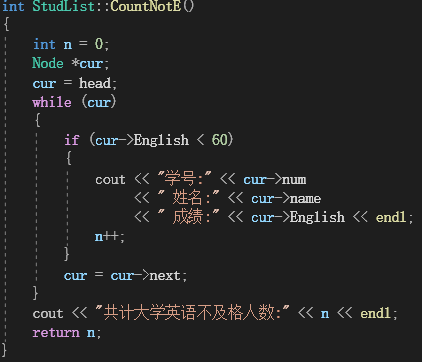 int StudList::CountNotE()
{
    int n = 0;
    Node *cur;
    cur = head;
    while (cur)
    {
        if (cur->English < 60)
        {
            cout << "学号:" << cur->num
                 << " 姓名:" << cur->name
                 << " 成绩:" << cur->English << endl;
            n++;
        }
        cur = cur->next;
    }
    cout << "共计大学英语不及格人数:" << n << endl;
    return n;
}